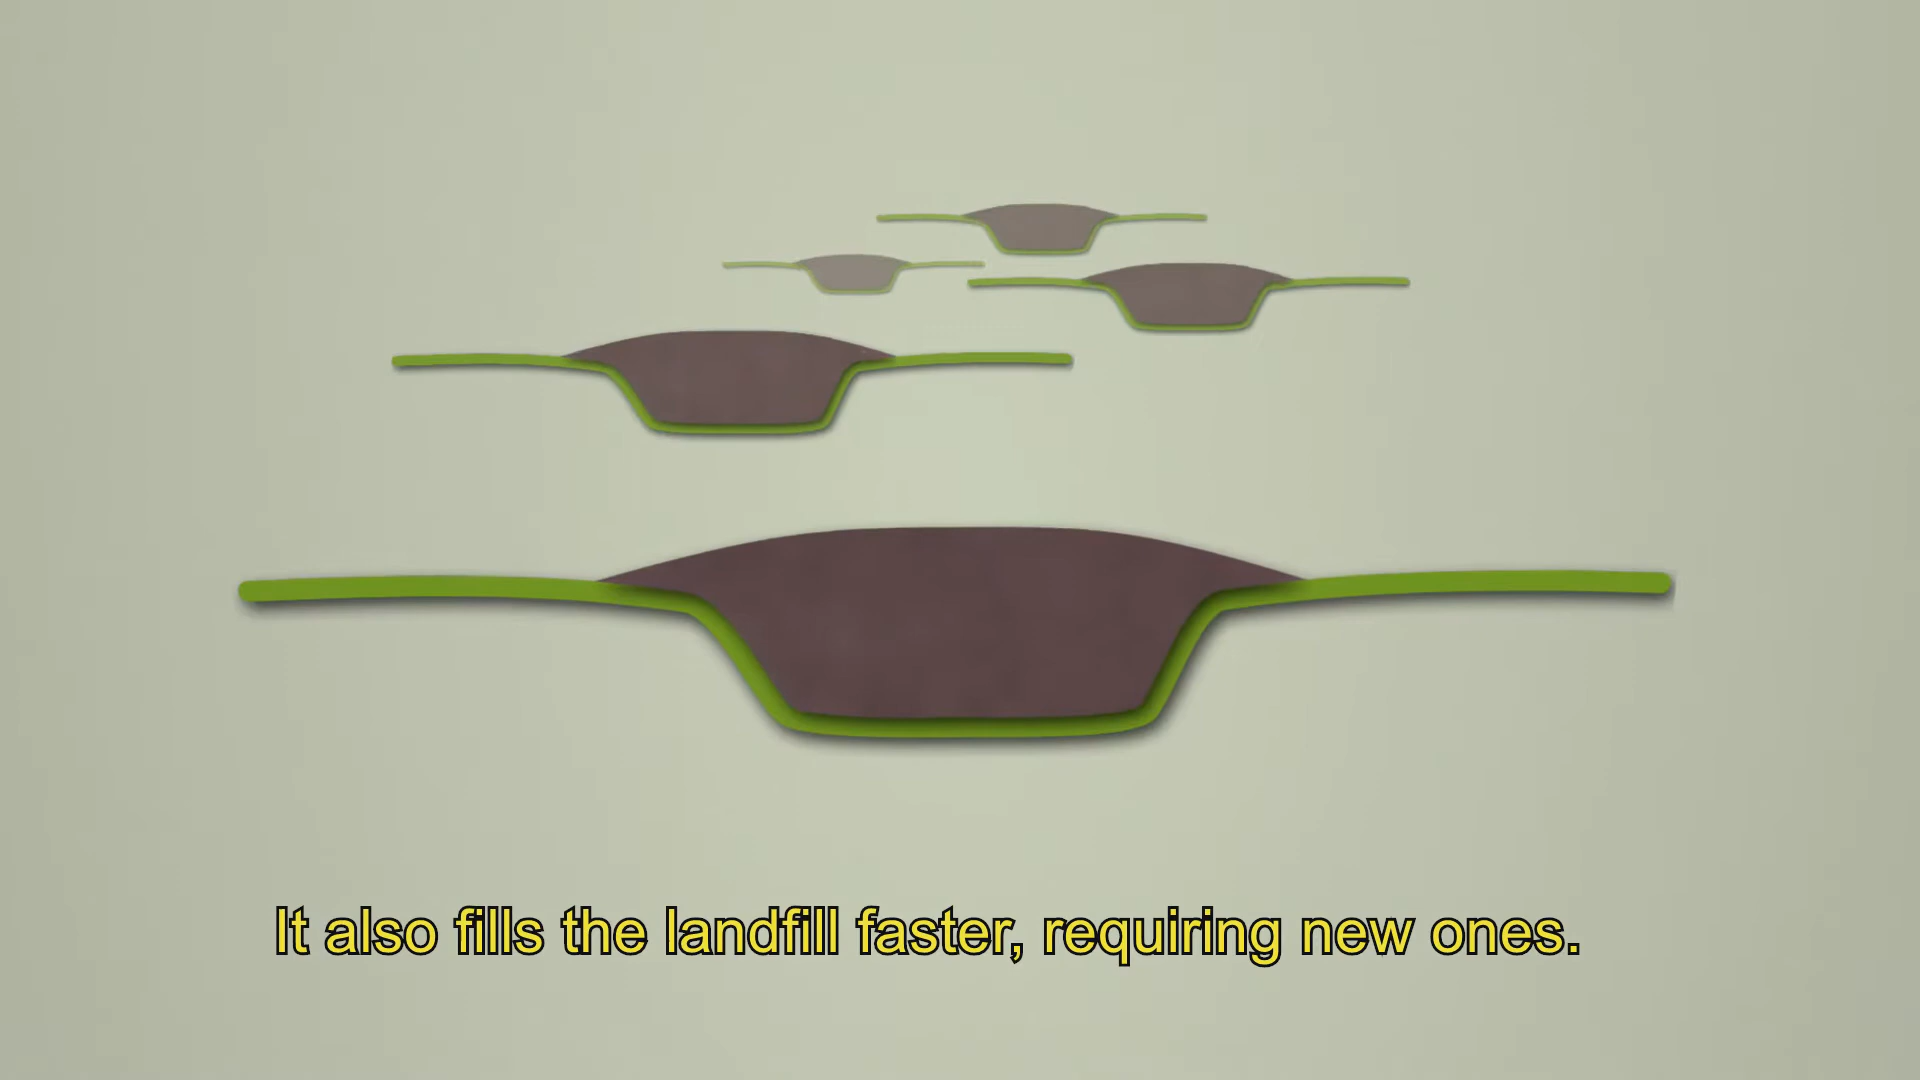 It also fills the landfill faster, requiring new ones.